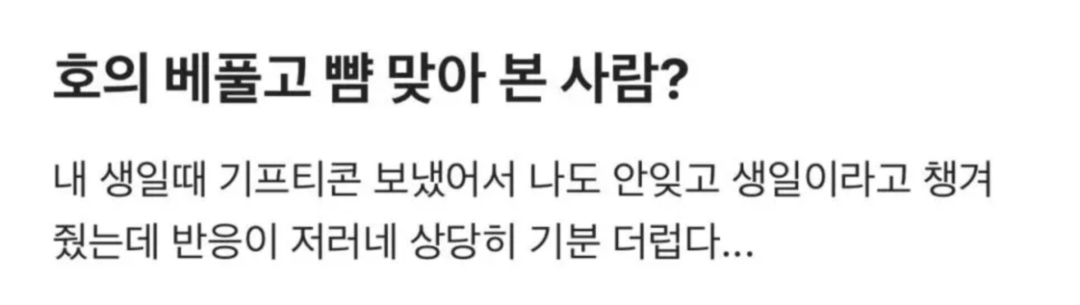 호의 베풀고 뺨 맞아 본 사람?
내 생일때 기프티콘 보냈어서 나도 안잊고 생일이라고 챙겨
줬는데 반응이 저러네 상당히 기분 더럽다...